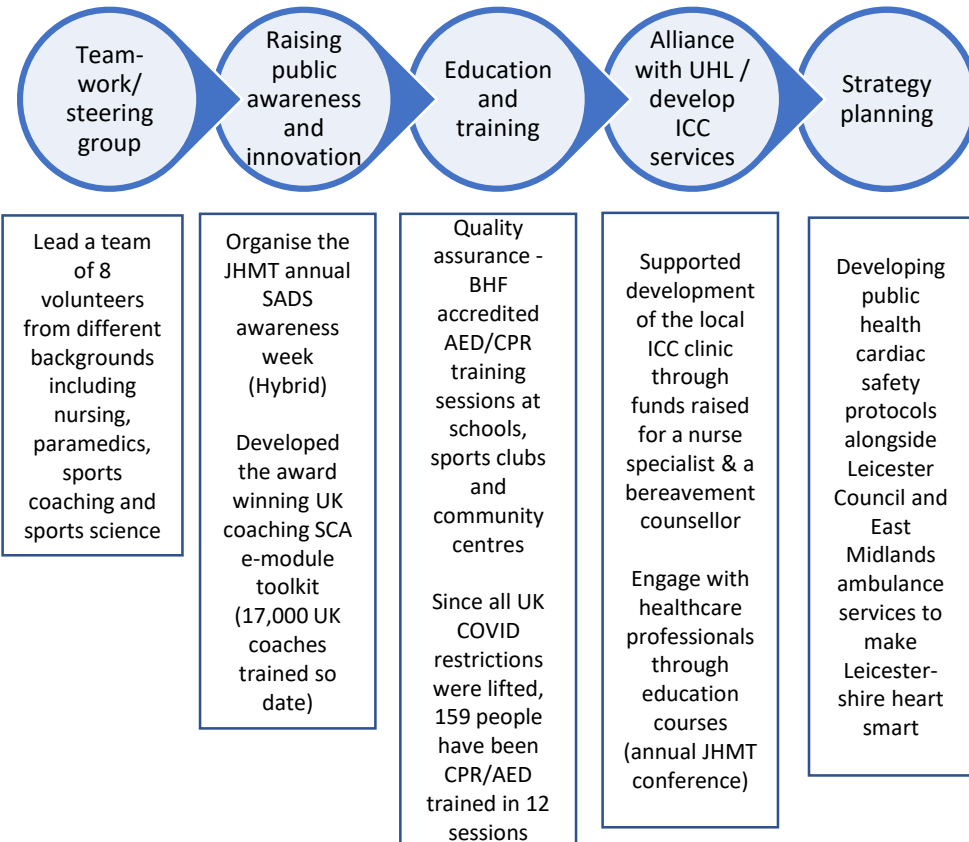 Team-
work/
steering
group
Raising
public
awareness
and
innovation
Education
and
training
Alliance
with UHL /
develop
ICC
services
Strategy
planning
Lead a team
of 8
volunteers
from different
backgrounds
including
nursing,
paramedics,
sports
coaching and
sports science
Organise the
JHMT annual
SADS
awareness
week
(Hybrid)
Developed
the award
winning UK
coaching SCA
e-module
toolkit
(17,000 UK
coaches
trained so
date)
Quality
assurance -
BHF
accredited
AED/CPR
training
sessions at
schools,
sports clubs
and
community
centres
Since all UK
COVID
restrictions
were lifted,
159 people
have been
CPR/AED
trained in 12
sessions
Supported
development
of the local
ICC clinic
through
funds raised
for a nurse
specialist & a
bereavement
counsellor
Engage with
healthcare
professionals
through
education
courses
(annual JHMT
conference)
Developing
public
health
cardiac
safety
protocols
alongside
Leicester
Council and
East
Midlands
ambulance
services to
make
Leicester-
shire heart
smart